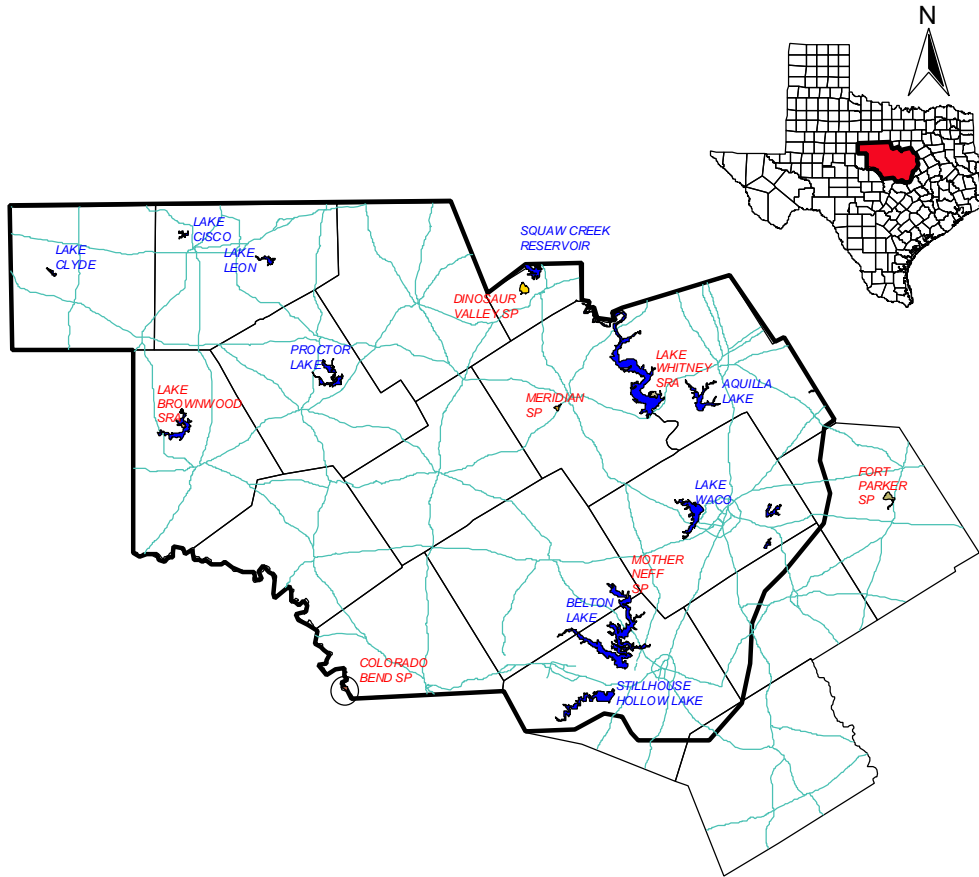 N
LAKE
CISCO
LAKE
CLYDE
LAKE
LEON
SQUAW CREEK
RESERVOIR
DINOSAUR
VALLEY SP
PROCTOR
LAKE
LAKE
BROWNWOOD
SRA
MERIDIAN
SP
LAKE
WHITNEY
SRA
AQUILLA
LAKE
LAKE
WACO
FORT
PARKER
SP
MOTHER
NEFF
SP
BELTON
LAKE
COLORADO
BEND SP
STILLHOUSE
HOLLOW LAKE